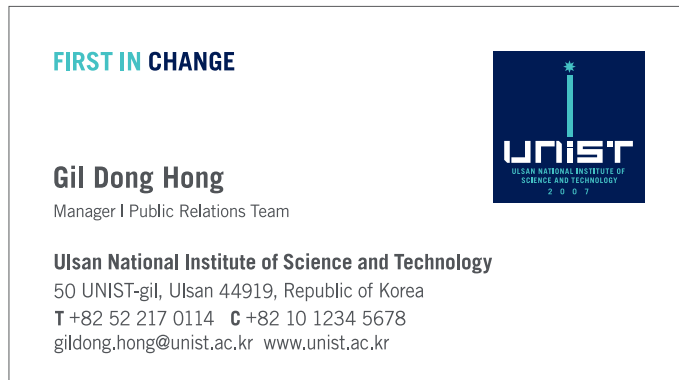 FIRST IN CHANGE
UNIST
ULSAN NATIONAL INSTITUTE OF
SCIENCE AND TECHNOLOGY
2007
Gil Dong Hong
Manager | Public Relations Team
Ulsan National Institute of Science and Technology
50 UNIST-gil, Ulsan 44919, Republic of Korea
T +82 52 217 0114 C +82 10 1234 5678
gildong.hong@unist.ac.kr www.unist.ac.kr